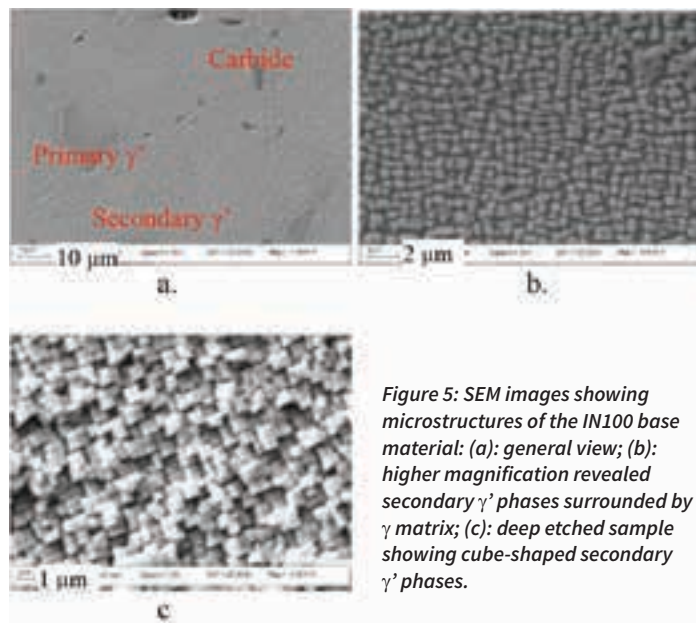 Carbide
Primary γ'
Secondary γ'
10 μm
a.
2 μm
b.
1 μm
c
Figure 5: SEM images showing
microstructures of the IN100 base
material: (a): general view; (b):
higher magnification revealed
secondary γ' phases surrounded by
γ matrix; (c): deep etched sample
showing cube-shaped secondary
γ' phases.